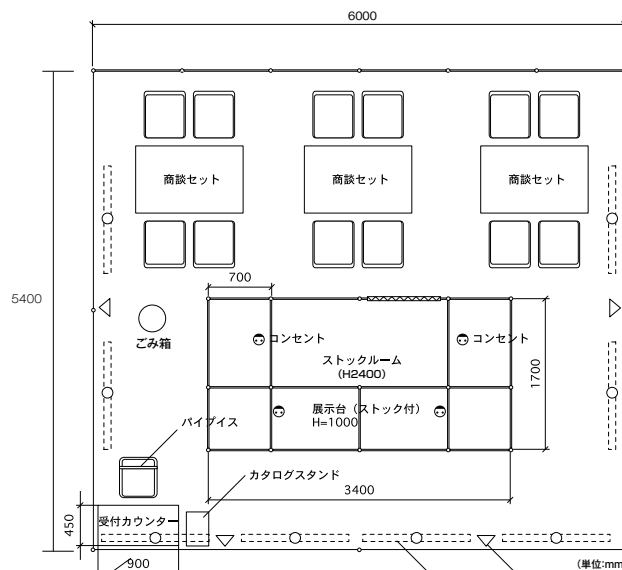 6000
商談セット
商談セット
商談セット
5400
700
ごみ箱
コンセント
コンセント
ストックルーム
(H2400)
1700
展示台（ストック付）
H=1000
パイプイス
カタログスタンド
3400
450
受付カウンター
900
(単位:mm